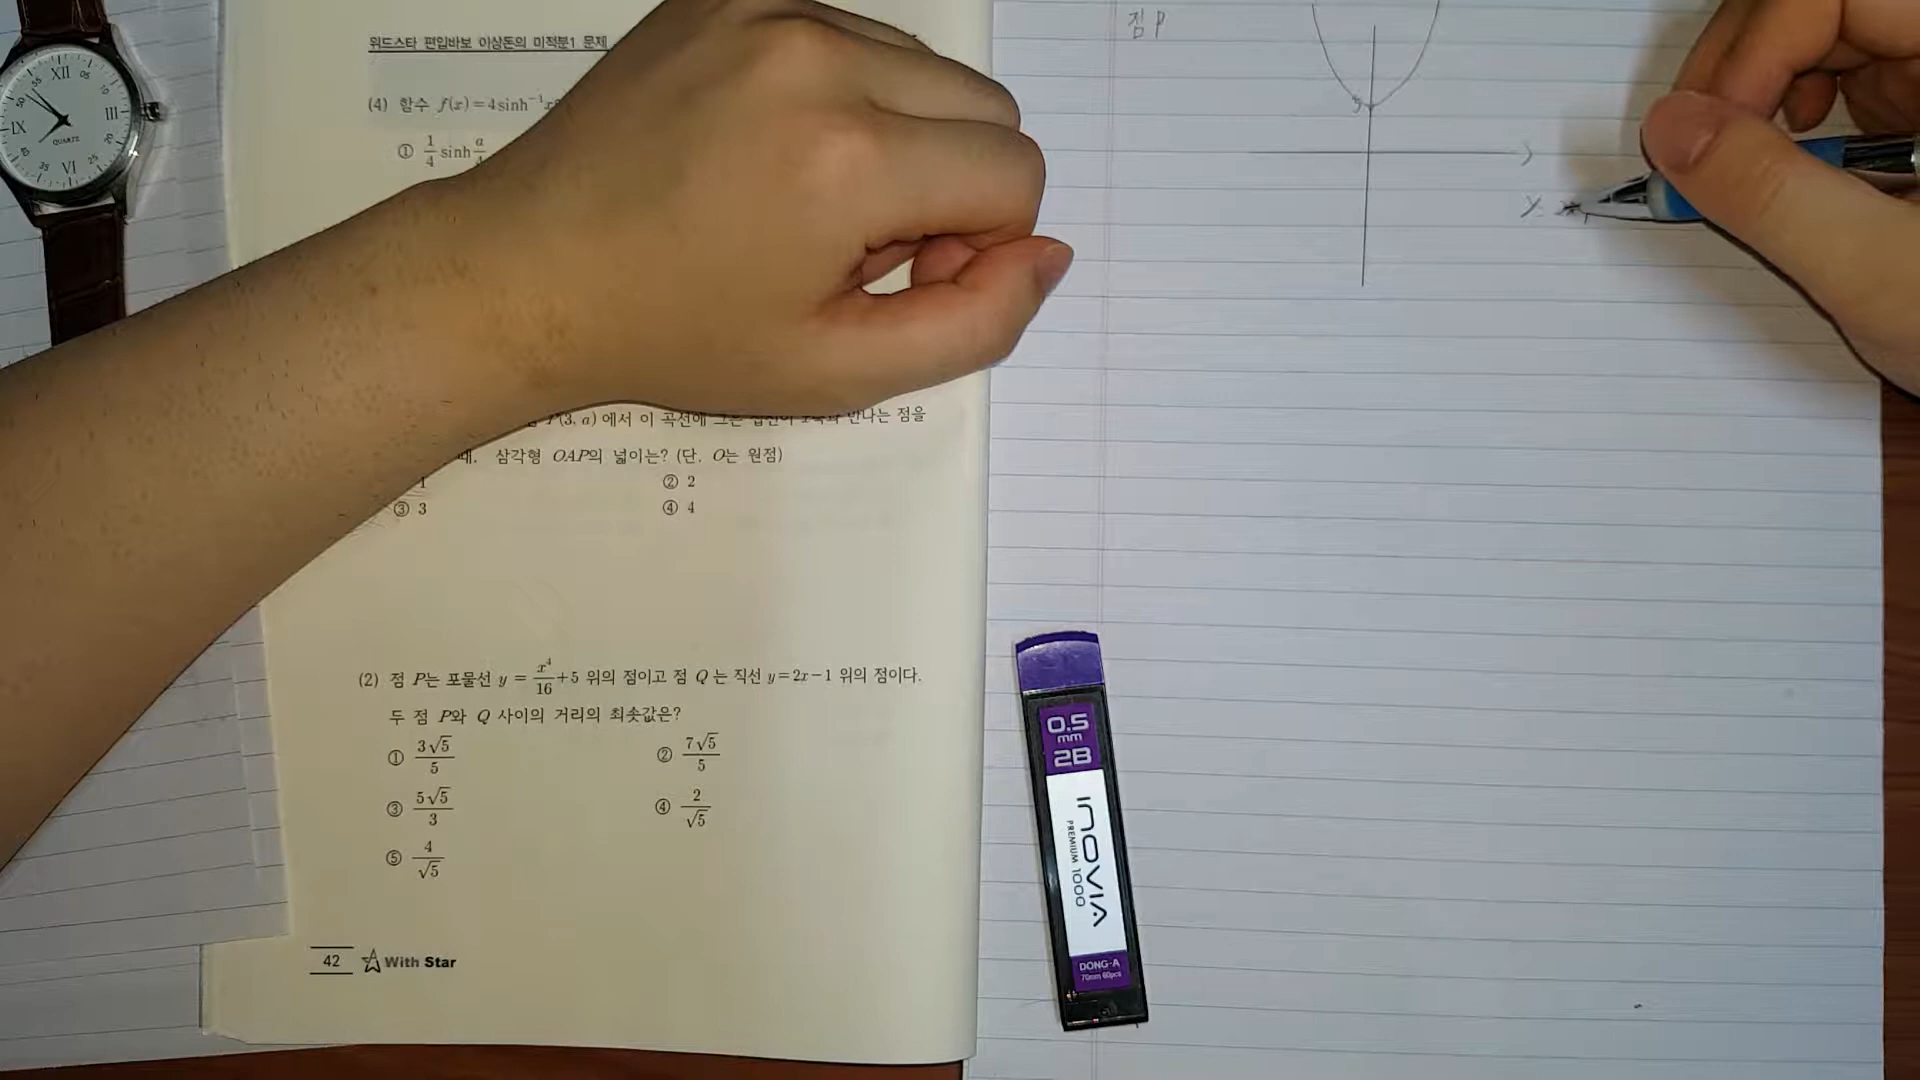 위드스타 편입바보 이상돈의 미적분1 문제
(4) 함수 f(x)=4sinh⁻¹x
① 1/4 sinh α/4
P(3, a) 에서 이 곡선에 그은 접선이 x축과 만나는 점을
때, 삼각형 OAP의 넓이는? (단, O는 원점)
1 ② 2
③ 3 ④ 4
(2) 점 P는 포물선 y = x⁴/16 + 5 위의 점이고 점 Q는 직선 y=2x−1 위의 점이다.
두 점 P와 Q 사이의 거리의 최솟값은?
① 3√5/5 ② 7√5/5
③ 5√5/3 ④ 2/√5
⑤ 4/√5
42 With Star
점 P
5
y=
XII
III
VI
IX
QUARTZ
0.5
mm
2B
INOVIA
PREMIUM 1000
DONG-A
70mm 60pcs